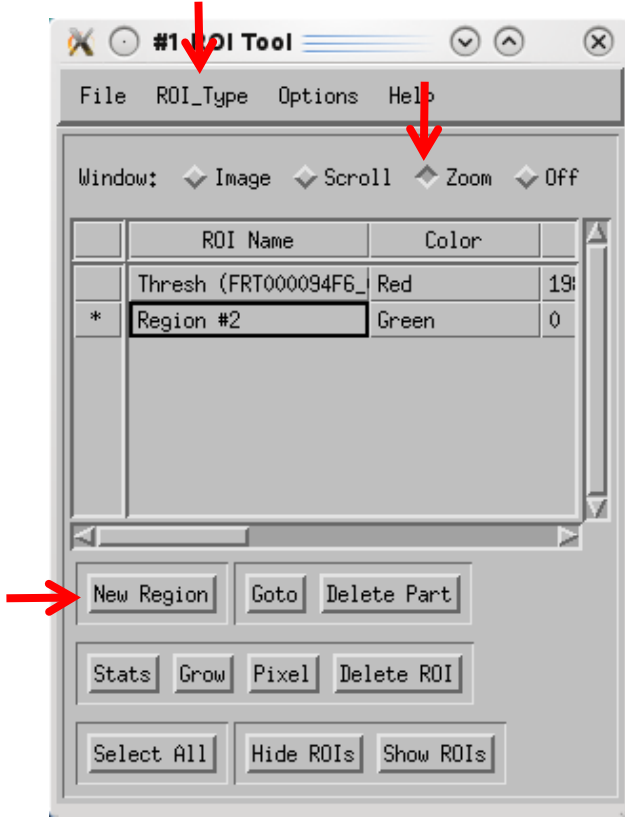 #1 ROI Tool
File ROI_Type Options Help
Window: Image Scroll Zoom Off
ROI Name Color
Thresh (FRT000094F6_ Red 19
* Region #2 Green 0
New Region Goto Delete Part
Stats Grow Pixel Delete ROI
Select All Hide ROIs Show ROIs